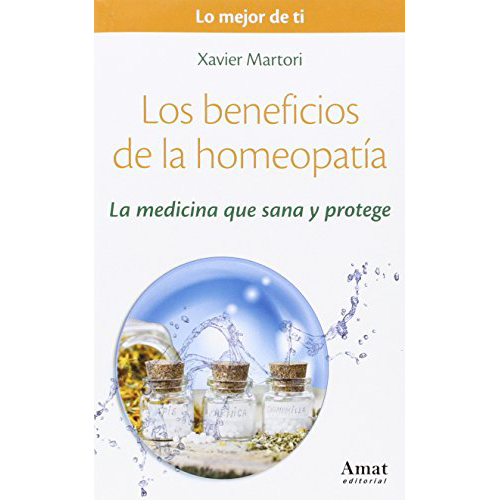 Lo mejor de ti
Xavier Martori
Los beneficios
de la homeopatía
La medicina que sana y protege
Amat
editorial